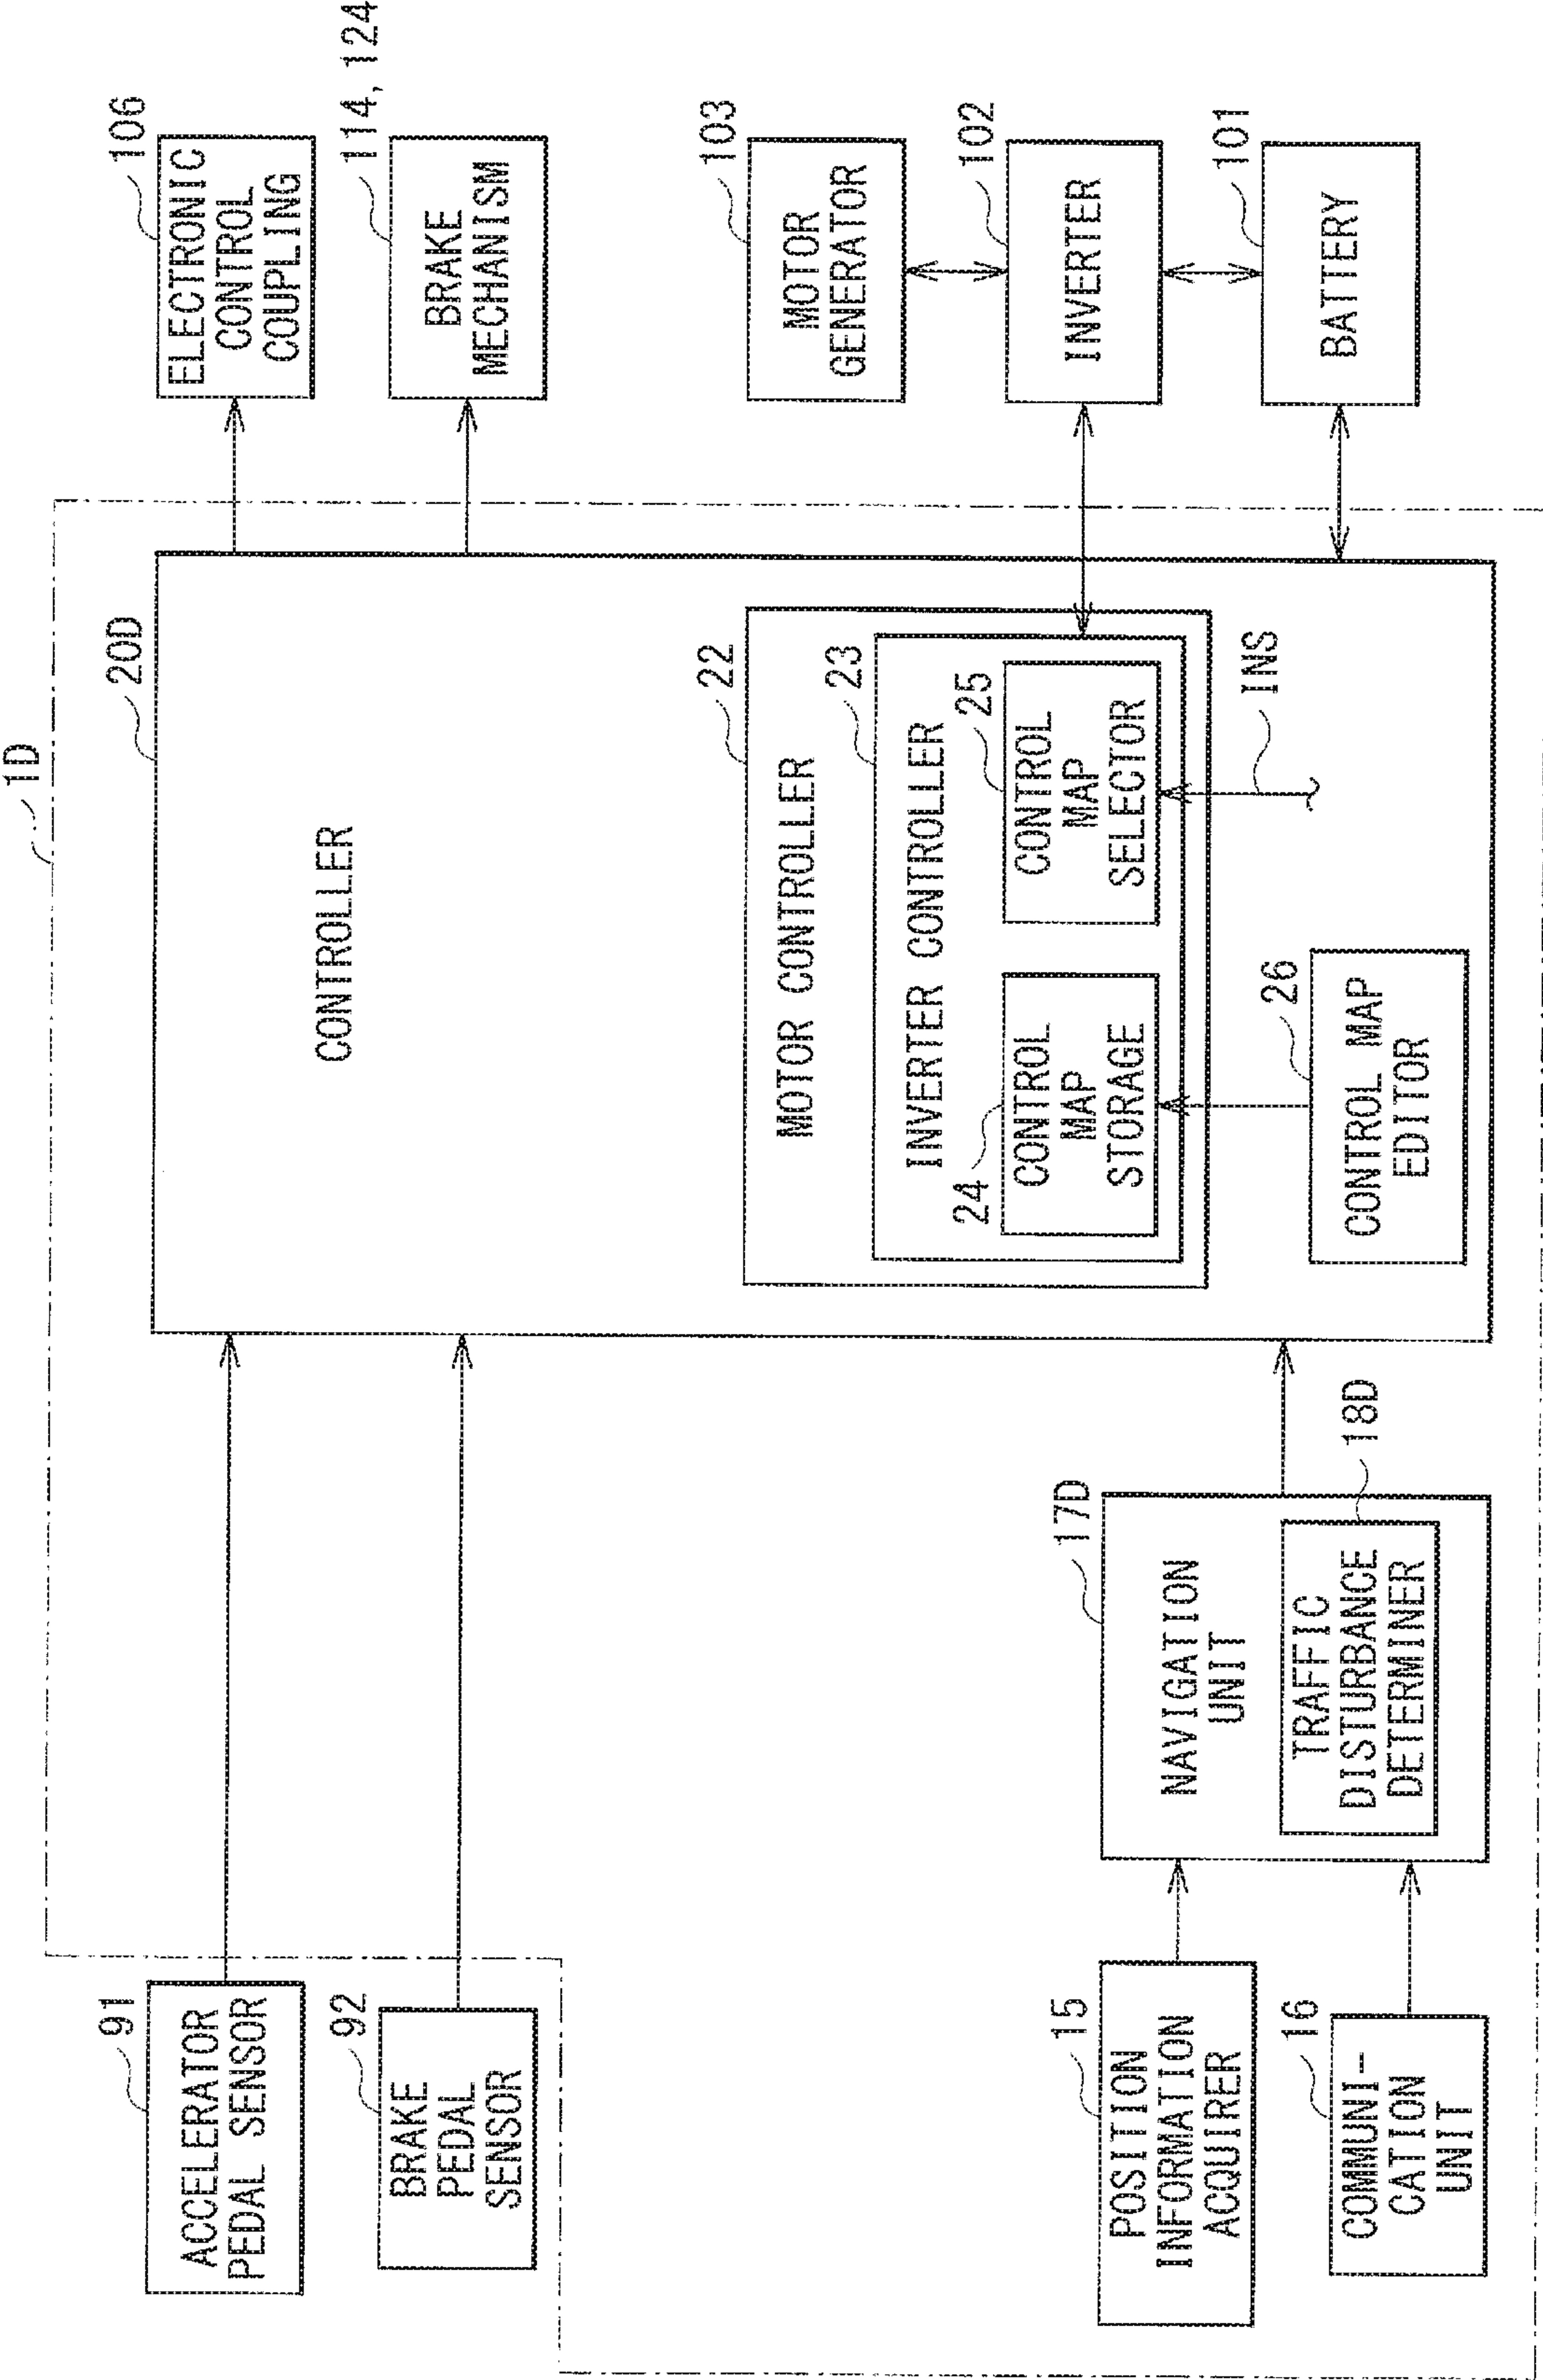 1D
91
ACCELERATOR
PEDAL SENSOR
92
BRAKE
PEDAL
SENSOR
20D
CONTROLLER
106
ELECTRONIC
CONTROL
COUPLING
114, 124
BRAKE
MECHANISM
22
MOTOR CONTROLLER
23
INVERTER CONTROLLER
24
CONTROL
MAP
STORAGE
25
CONTROL
MAP
SELECTOR
INS
26
CONTROL MAP
EDITOR
103
MOTOR
GENERATOR
102
INVERTER
101
BATTERY
15
POSITION
INFORMATION
ACQUIRER
16
COMMUNI-
CATION
UNIT
17D
NAVIGATION
UNIT
18D
TRAFFIC
DISTURBANCE
DETERMINER